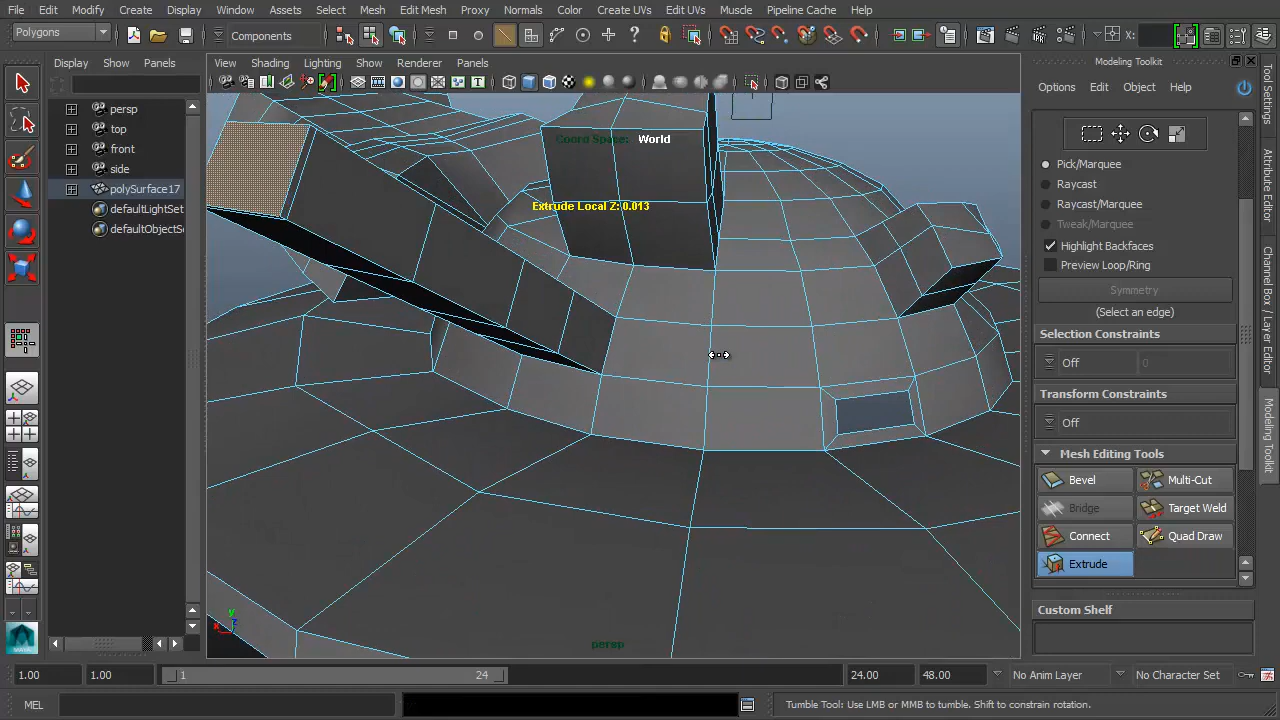 File Edit Modify Create Display Window Assets Select Mesh Edit Mesh Proxy Normals Color Create UVs Edit UVs Muscle Pipeline Cache Help
Polygons Components X:
Display Show Panels
View Shading Lighting Show Renderer Panels
Modeling Toolkit
Options Edit Object Help
persp
top
front
side
polySurface17
defaultLightSet
defaultObjectSe
Coord Space: World
Extrude Local Z: 0.013
persp
Pick/Marquee
Raycast
Raycast/Marquee
Tweak/Marquee
Highlight Backfaces
Preview Loop/Ring
Symmetry
(Select an edge)
Selection Constraints
Off 0
Transform Constraints
Off
Mesh Editing Tools
Bevel Multi-Cut
Bridge Target Weld
Connect Quad Draw
Extrude
Custom Shelf
Tool Settings
Attribute Editor
Channel Box / Layer Editor
Modeling Toolkit
1.00 1.00 1 24 24.00 48.00 No Anim Layer No Character Set
MEL Tumble Tool: Use LMB or MMB to tumble. Shift to constrain rotation.